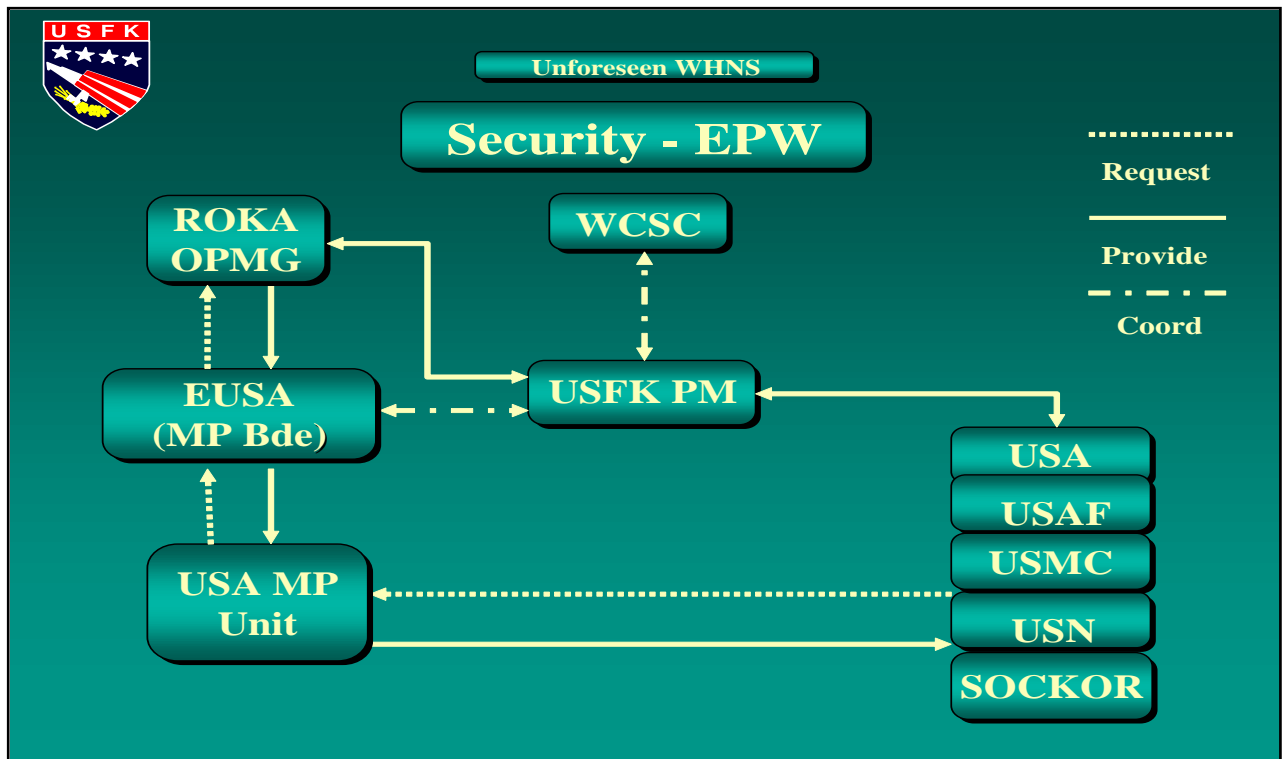 USFK
Unforeseen WHNS
Security - EPW
Request
Provide
Coord
ROKA
OPMG
WCSC
EUSA
(MP Bde)
USFK PM
USA
USAF
USMC
USN
SOCKOR
USA MP
Unit